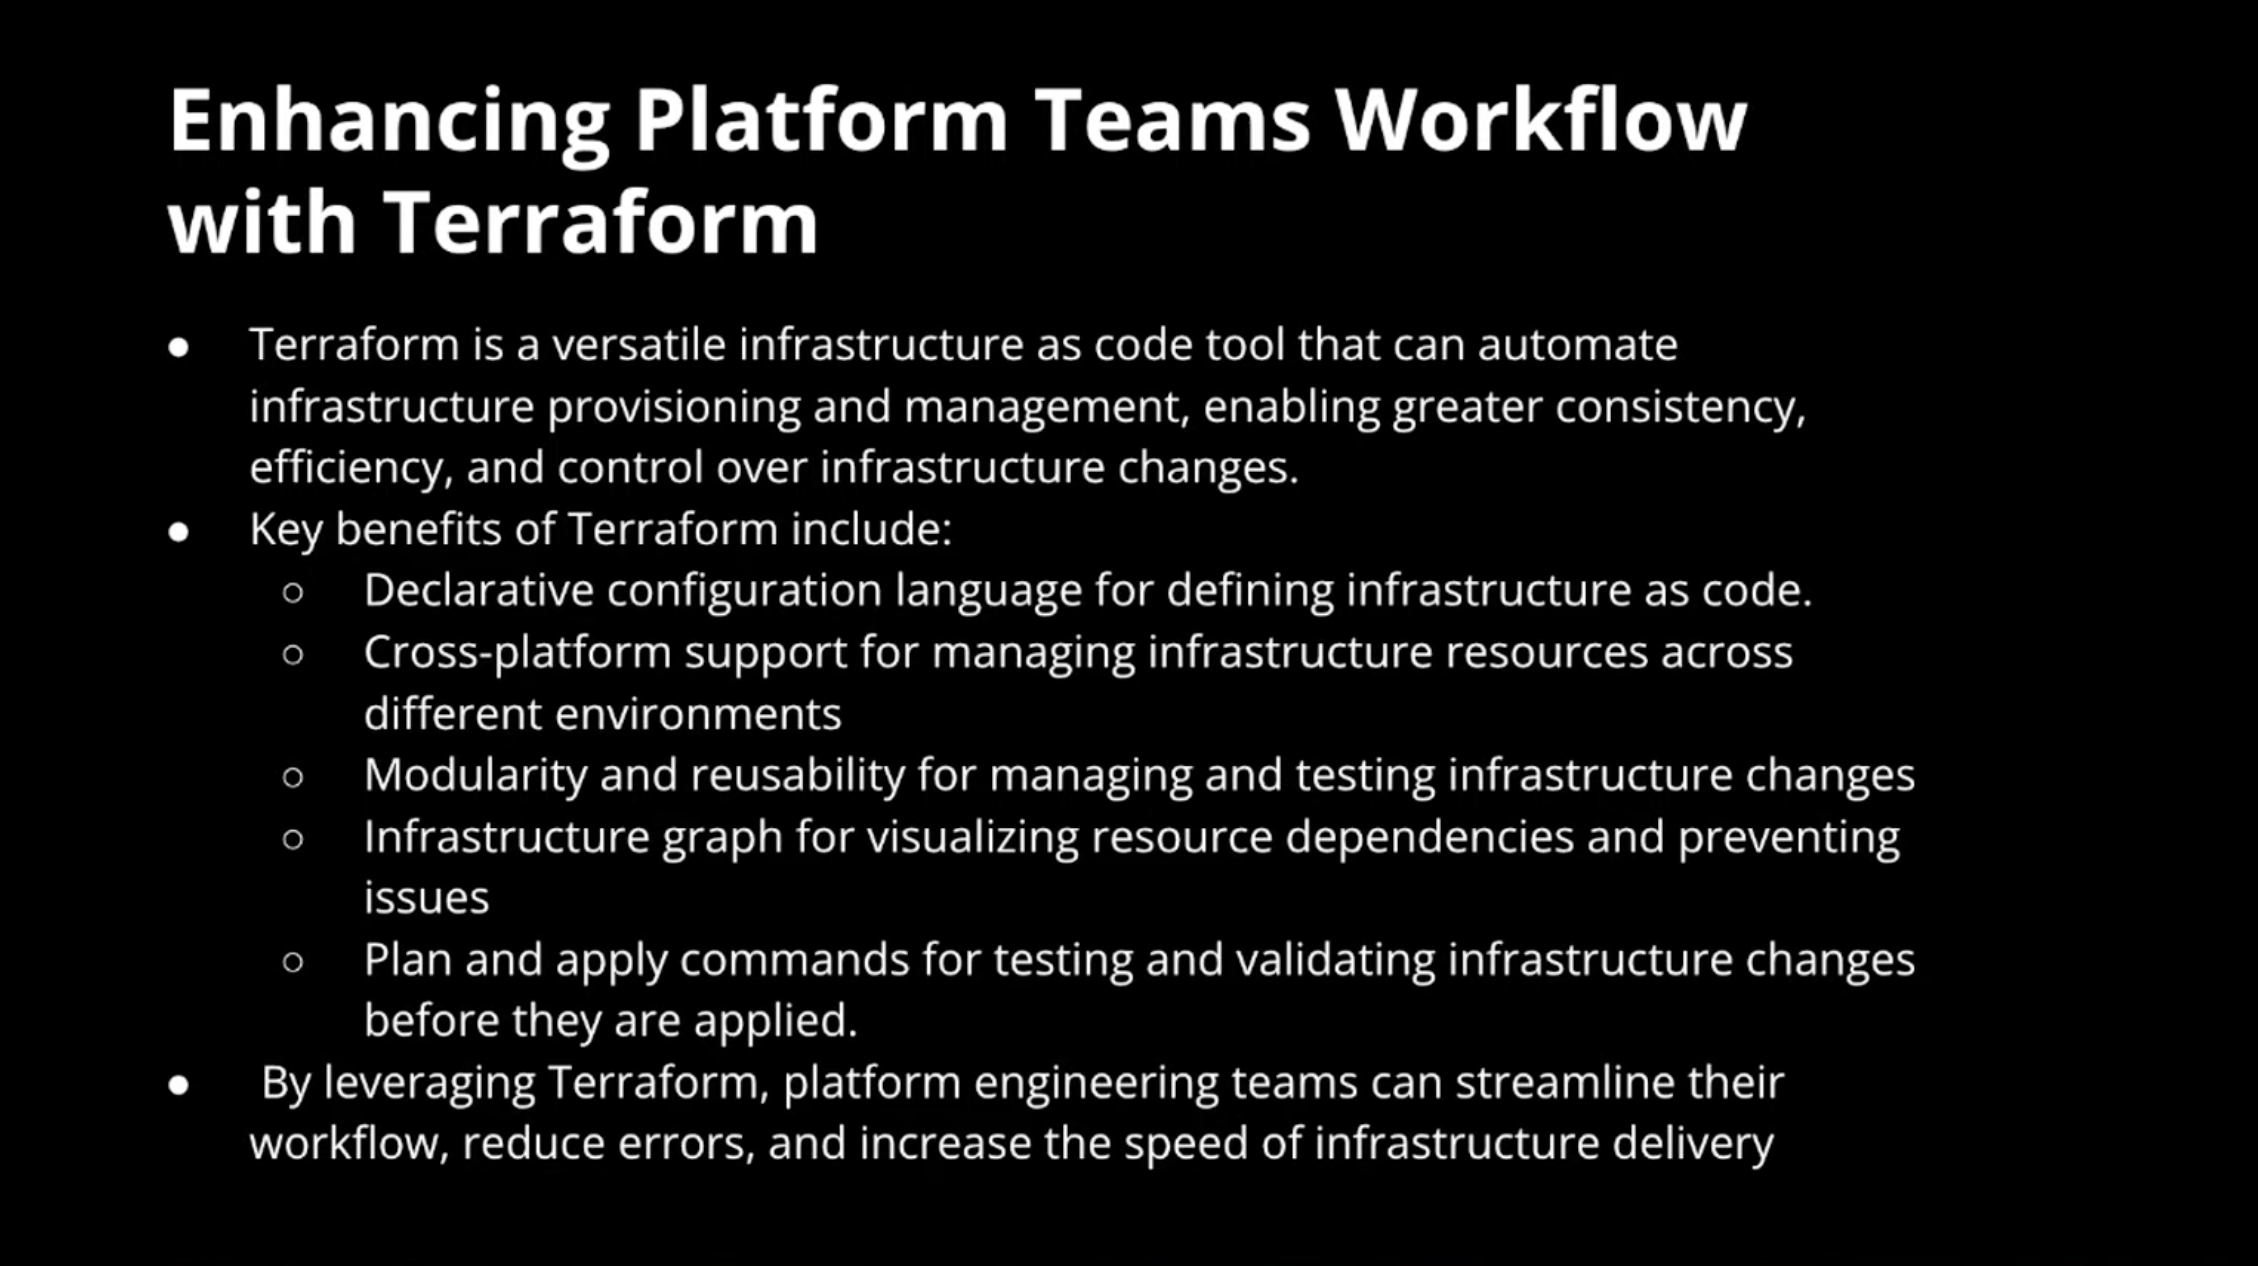 Enhancing Platform Teams Workflow
with Terraform
● Terraform is a versatile infrastructure as code tool that can automate
infrastructure provisioning and management, enabling greater consistency,
efficiency, and control over infrastructure changes.
● Key benefits of Terraform include:
○ Declarative configuration language for defining infrastructure as code.
○ Cross-platform support for managing infrastructure resources across
different environments
○ Modularity and reusability for managing and testing infrastructure changes
○ Infrastructure graph for visualizing resource dependencies and preventing
issues
○ Plan and apply commands for testing and validating infrastructure changes
before they are applied.
● By leveraging Terraform, platform engineering teams can streamline their
workflow, reduce errors, and increase the speed of infrastructure delivery